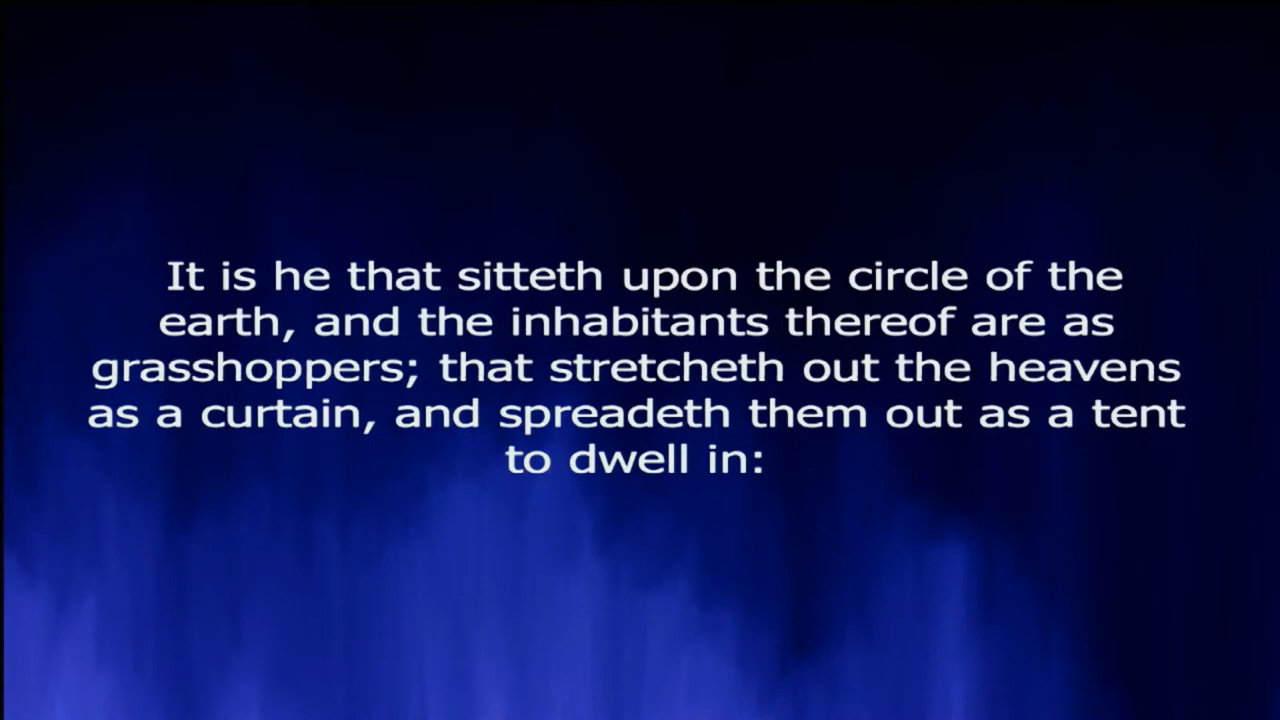 It is he that sitteth upon the circle of the
earth, and the inhabitants thereof are as
grasshoppers; that stretcheth out the heavens
as a curtain, and spreadeth them out as a tent
to dwell in: